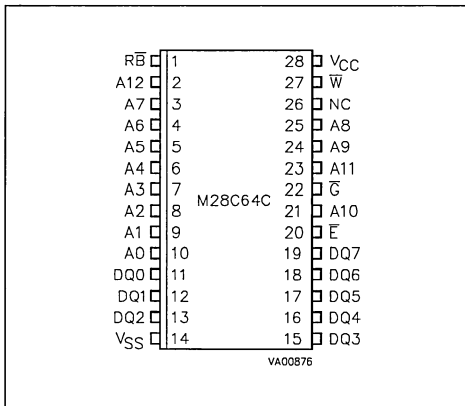 RB̅ 1 28 VCC
A12 2 27 W̅
A7 3 26 NC
A6 4 25 A8
A5 5 24 A9
A4 6 23 A11
A3 7 22 G̅
A2 8 M28C64C 21 A10
A1 9 20 E̅
A0 10 19 DQ7
DQ0 11 18 DQ6
DQ1 12 17 DQ5
DQ2 13 16 DQ4
VSS 14 15 DQ3
VA00876